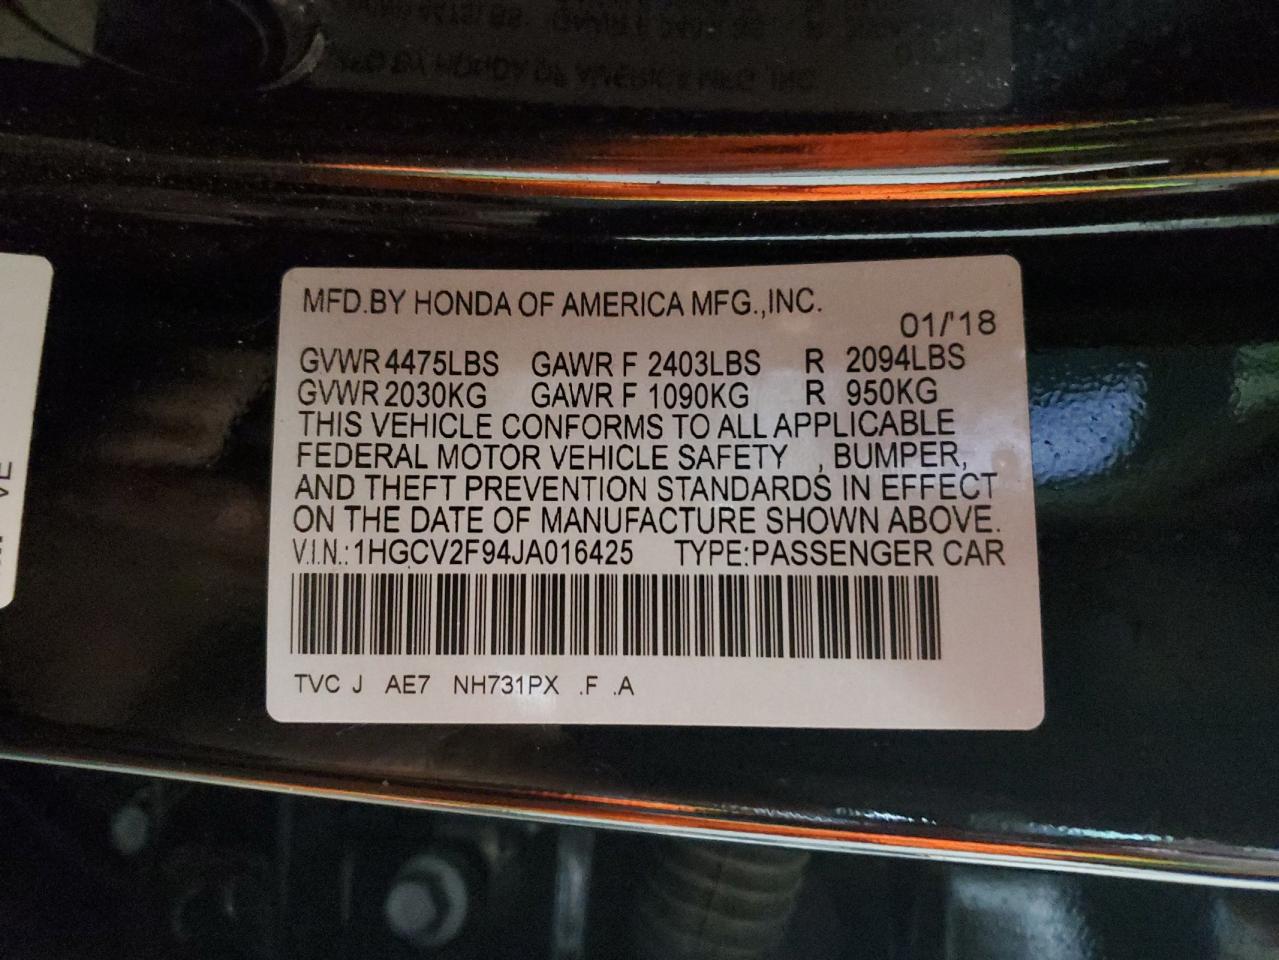 MFD.BY HONDA OF AMERICA MFG.,INC.
01/'18
GVWR 4475LBS GAWR F 2403LBS R 2094LBS
GVWR 2030KG GAWR F 1090KG R 950KG
THIS VEHICLE CONFORMS TO ALL APPLICABLE
FEDERAL MOTOR VEHICLE SAFETY , BUMPER,
AND THEFT PREVENTION STANDARDS IN EFFECT
ON THE DATE OF MANUFACTURE SHOWN ABOVE.
V.I.N.:1HGCV2F94JA016425 TYPE:PASSENGER CAR
TVC J AE7 NH731PX .F .A